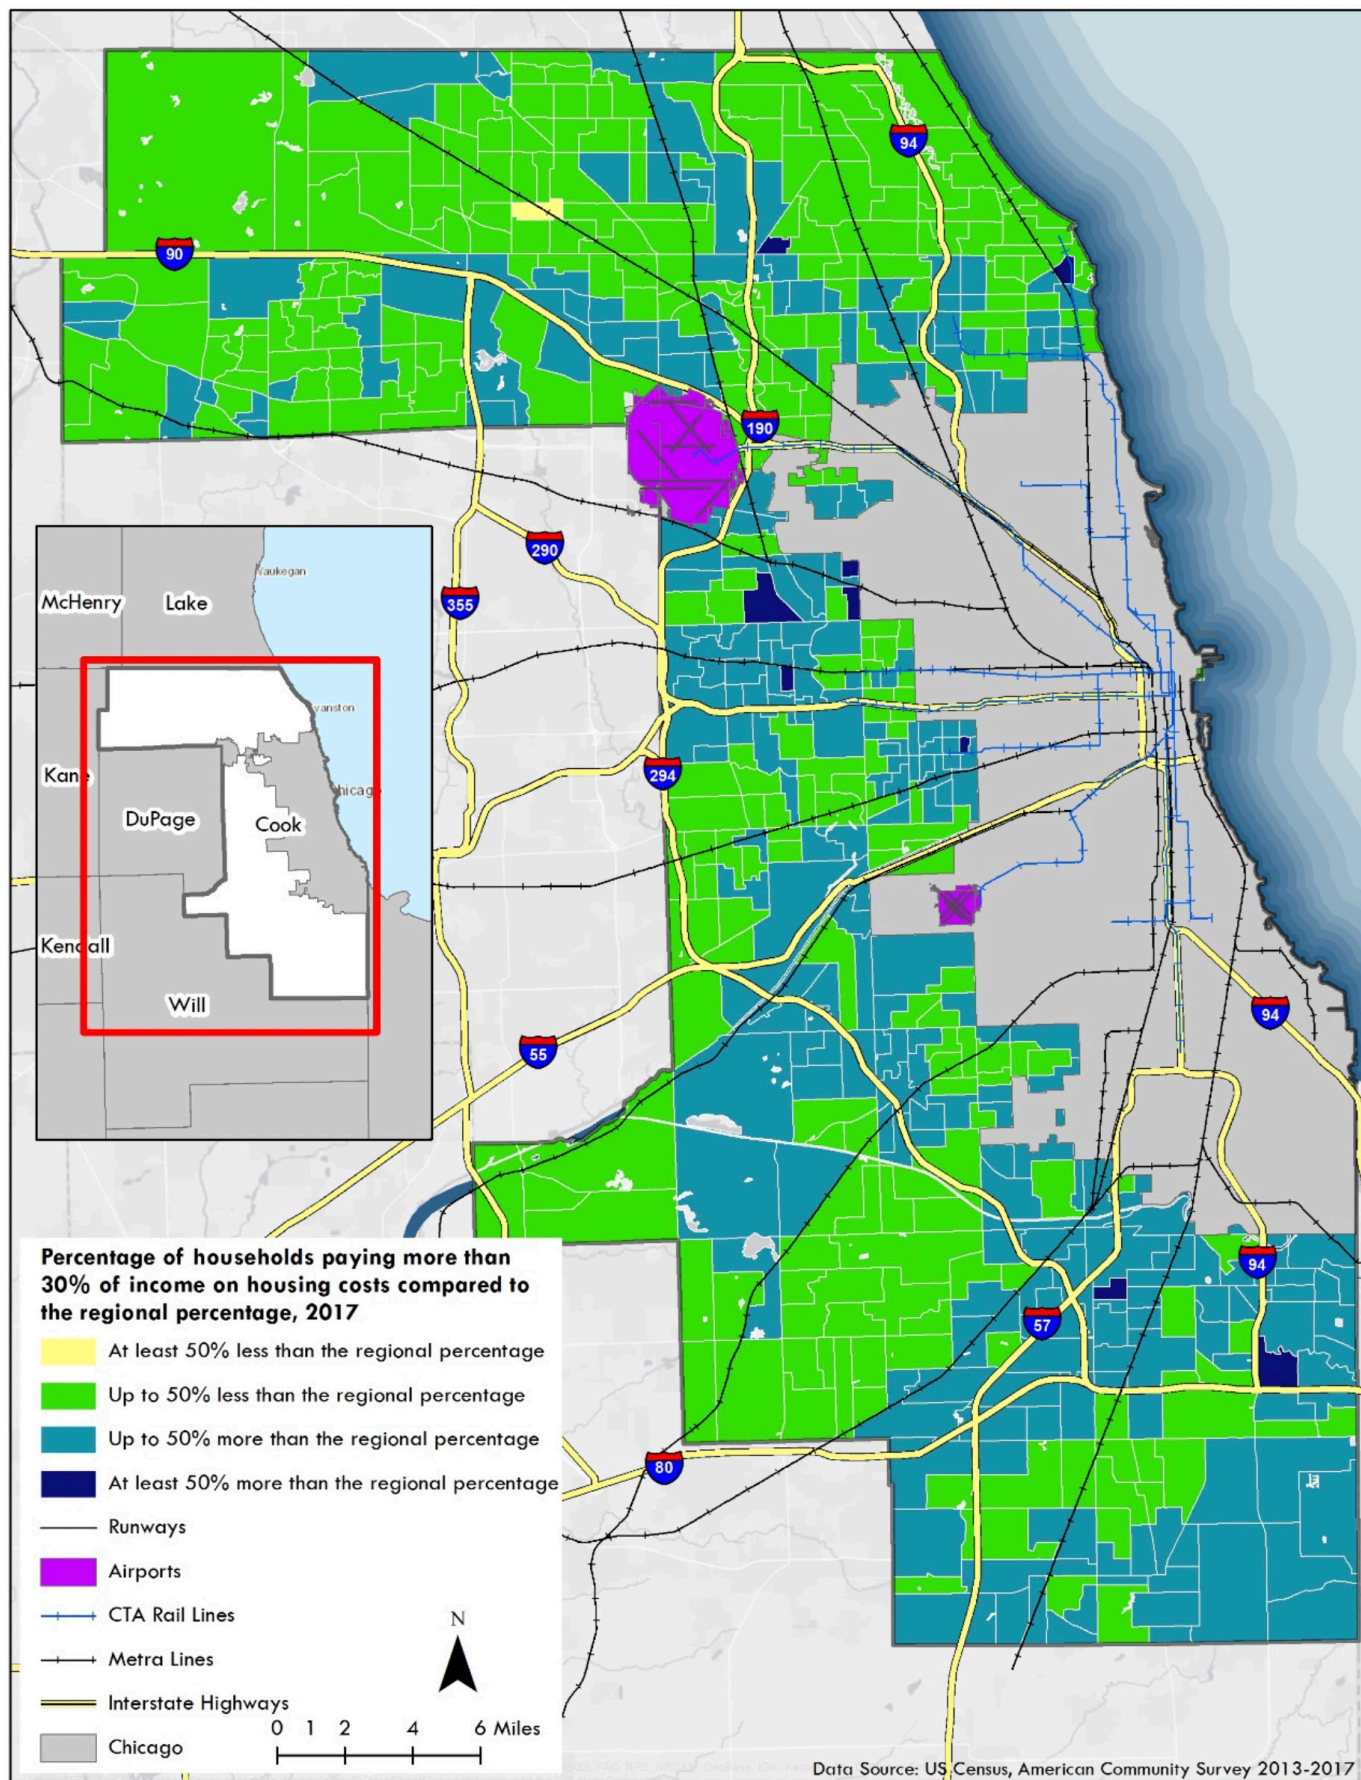 94
90
190
290
355
294
94
55
94
57
80
Waukegan
McHenry
Lake
vanston
Kane
hicago
DuPage
Cook
Kendall
Will
Percentage of households paying more than
30% of income on housing costs compared to
the regional percentage, 2017
At least 50% less than the regional percentage
Up to 50% less than the regional percentage
Up to 50% more than the regional percentage
At least 50% more than the regional percentage
Runways
Airports
CTA Rail Lines
Metra Lines
Interstate Highways
Chicago
N
0 1 2 4 6 Miles
Data Source: US Census, American Community Survey 2013-2017